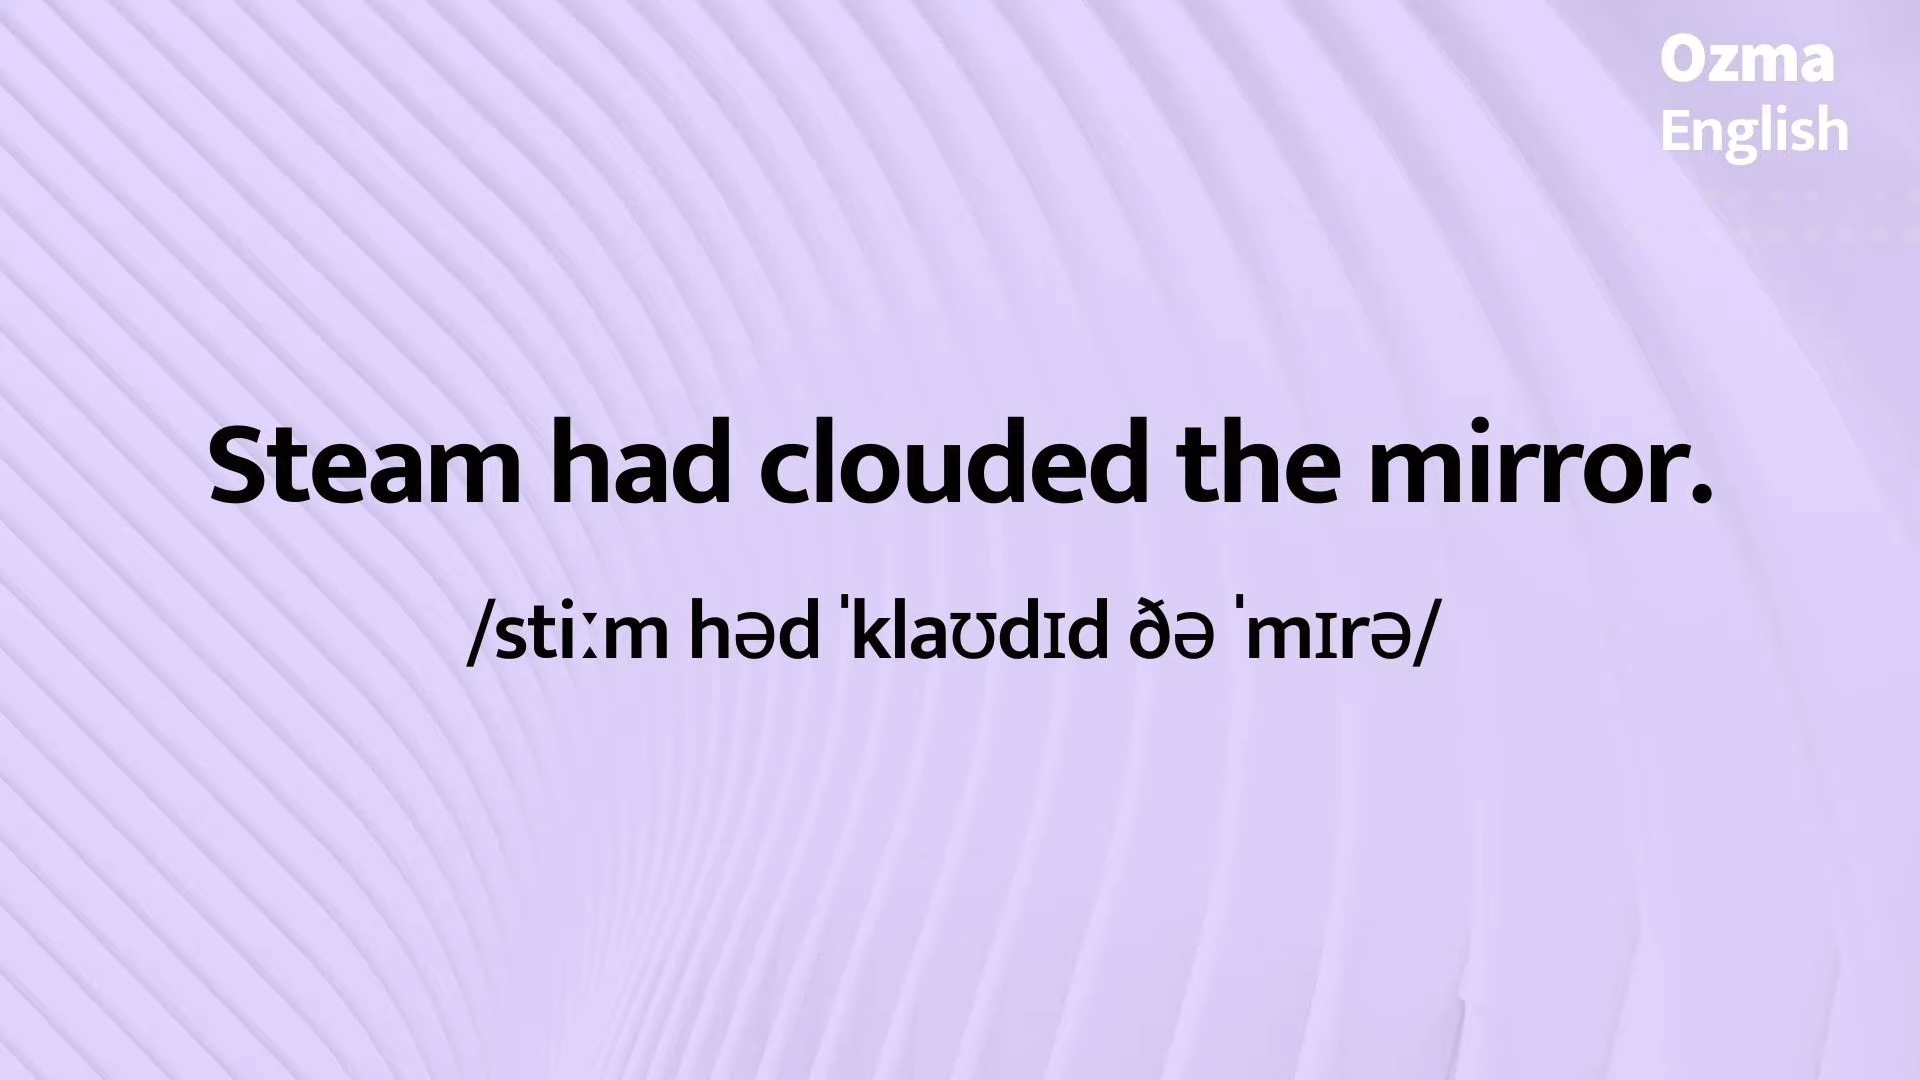 Ozma
English
Steam had clouded the mirror.
/stiːm həd ˈklaʊdɪd ðə ˈmɪrə/